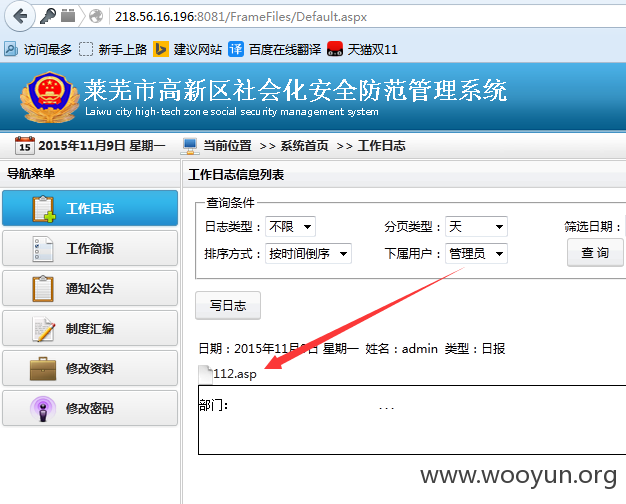 218.56.16.196:8081/FrameFiles/Default.aspx
访问最多 新手上路 建议网站 译 百度在线翻译 天猫双11
莱芜市高新区社会化安全防范管理系统
Laiwu city high-tech zone social security management system
15 2015年11月9日 星期一 当前位置 >> 系统首页 >> 工作日志
导航菜单
工作日志
工作简报
通知公告
制度汇编
修改资料
修改密码
工作日志信息列表
查询条件
日志类型: 不限 分页类型: 天 筛选日期:
排序方式: 按时间倒序 下属用户: 管理员 查 询
写日志
日期: 2015年11月9日 星期一 姓名: admin 类型: 日报
112.asp
部门: ...
www.wooyun.org